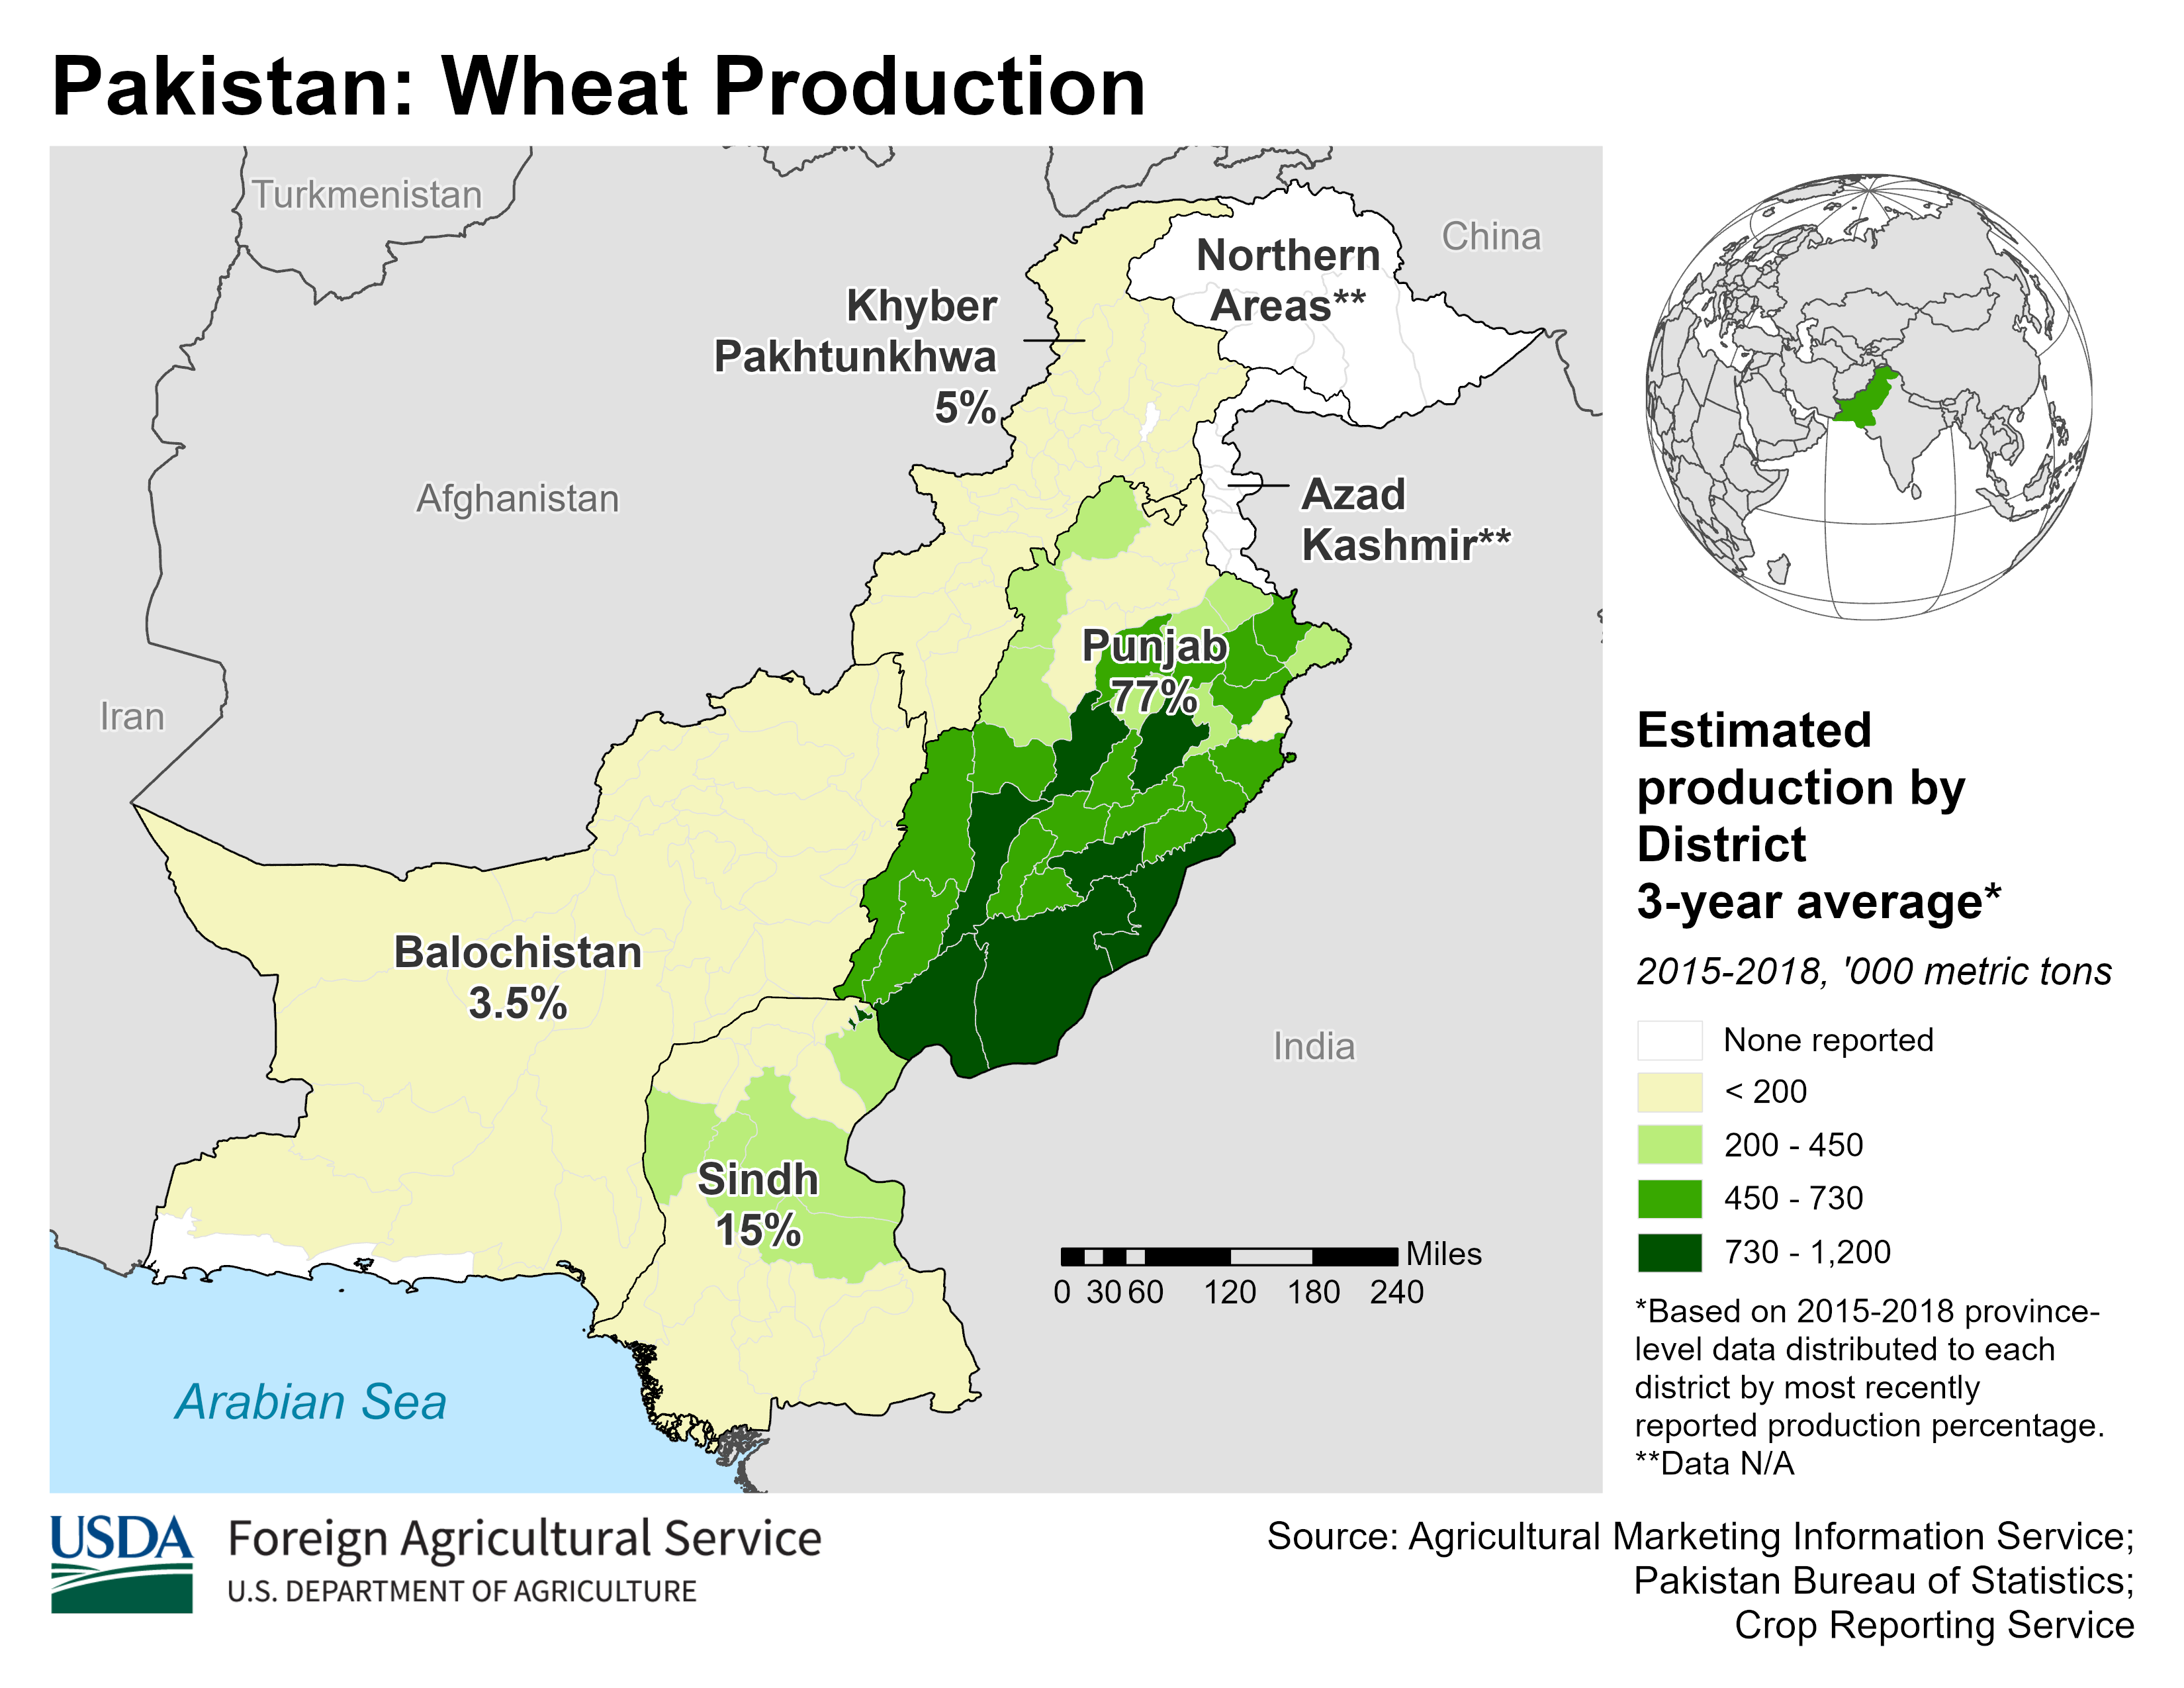 Pakistan: Wheat Production
Turkmenistan
China
Northern
Areas**
Khyber
Pakhtunkhwa
5%
Afghanistan
Azad
Kashmir**
Punjab
77%
Iran
Balochistan
3.5%
India
Sindh
15%
Miles
0 30 60 120 180 240
Arabian Sea
Estimated
production by
District
3-year average*
2015-2018, '000 metric tons
None reported
< 200
200 - 450
450 - 730
730 - 1,200
*Based on 2015-2018 province-
level data distributed to each
district by most recently
reported production percentage.
**Data N/A
USDA
Foreign Agricultural Service
U.S. DEPARTMENT OF AGRICULTURE
Source: Agricultural Marketing Information Service;
Pakistan Bureau of Statistics;
Crop Reporting Service